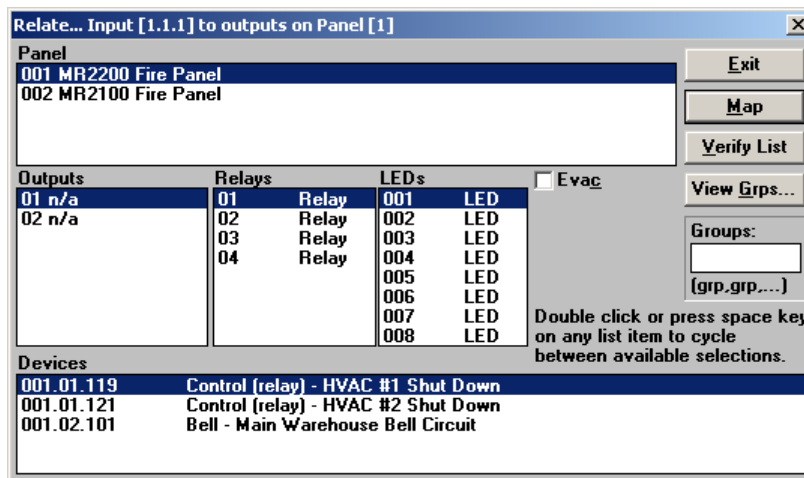 Relate... Input [1.1.1] to outputs on Panel [1]
Panel
001 MR2200 Fire Panel
002 MR2100 Fire Panel
Exit
Map
Verify List
View Grps...
Groups:
(grp,grp,...)
Outputs
01 n/a
02 n/a
Relays
01 Relay
02 Relay
03 Relay
04 Relay
LEDs
001 LED
002 LED
003 LED
004 LED
005 LED
006 LED
007 LED
008 LED
Evac
Double click or press space key
on any list item to cycle
between available selections.
Devices
001.01.119 Control (relay) - HVAC #1 Shut Down
001.01.121 Control (relay) - HVAC #2 Shut Down
001.02.101 Bell - Main Warehouse Bell Circuit